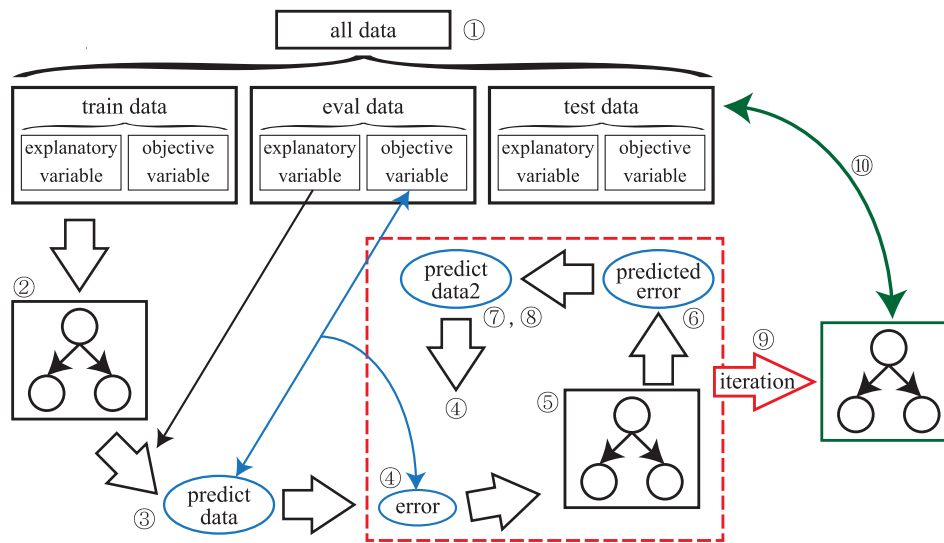 all data ①
train data
explanatory variable
objective variable
eval data
explanatory variable
objective variable
test data
explanatory variable
objective variable
②
③
predict
data
④
error
⑤
⑥
predicted
error
predict
data2
⑦, ⑧
④
⑨
iteration
⑩